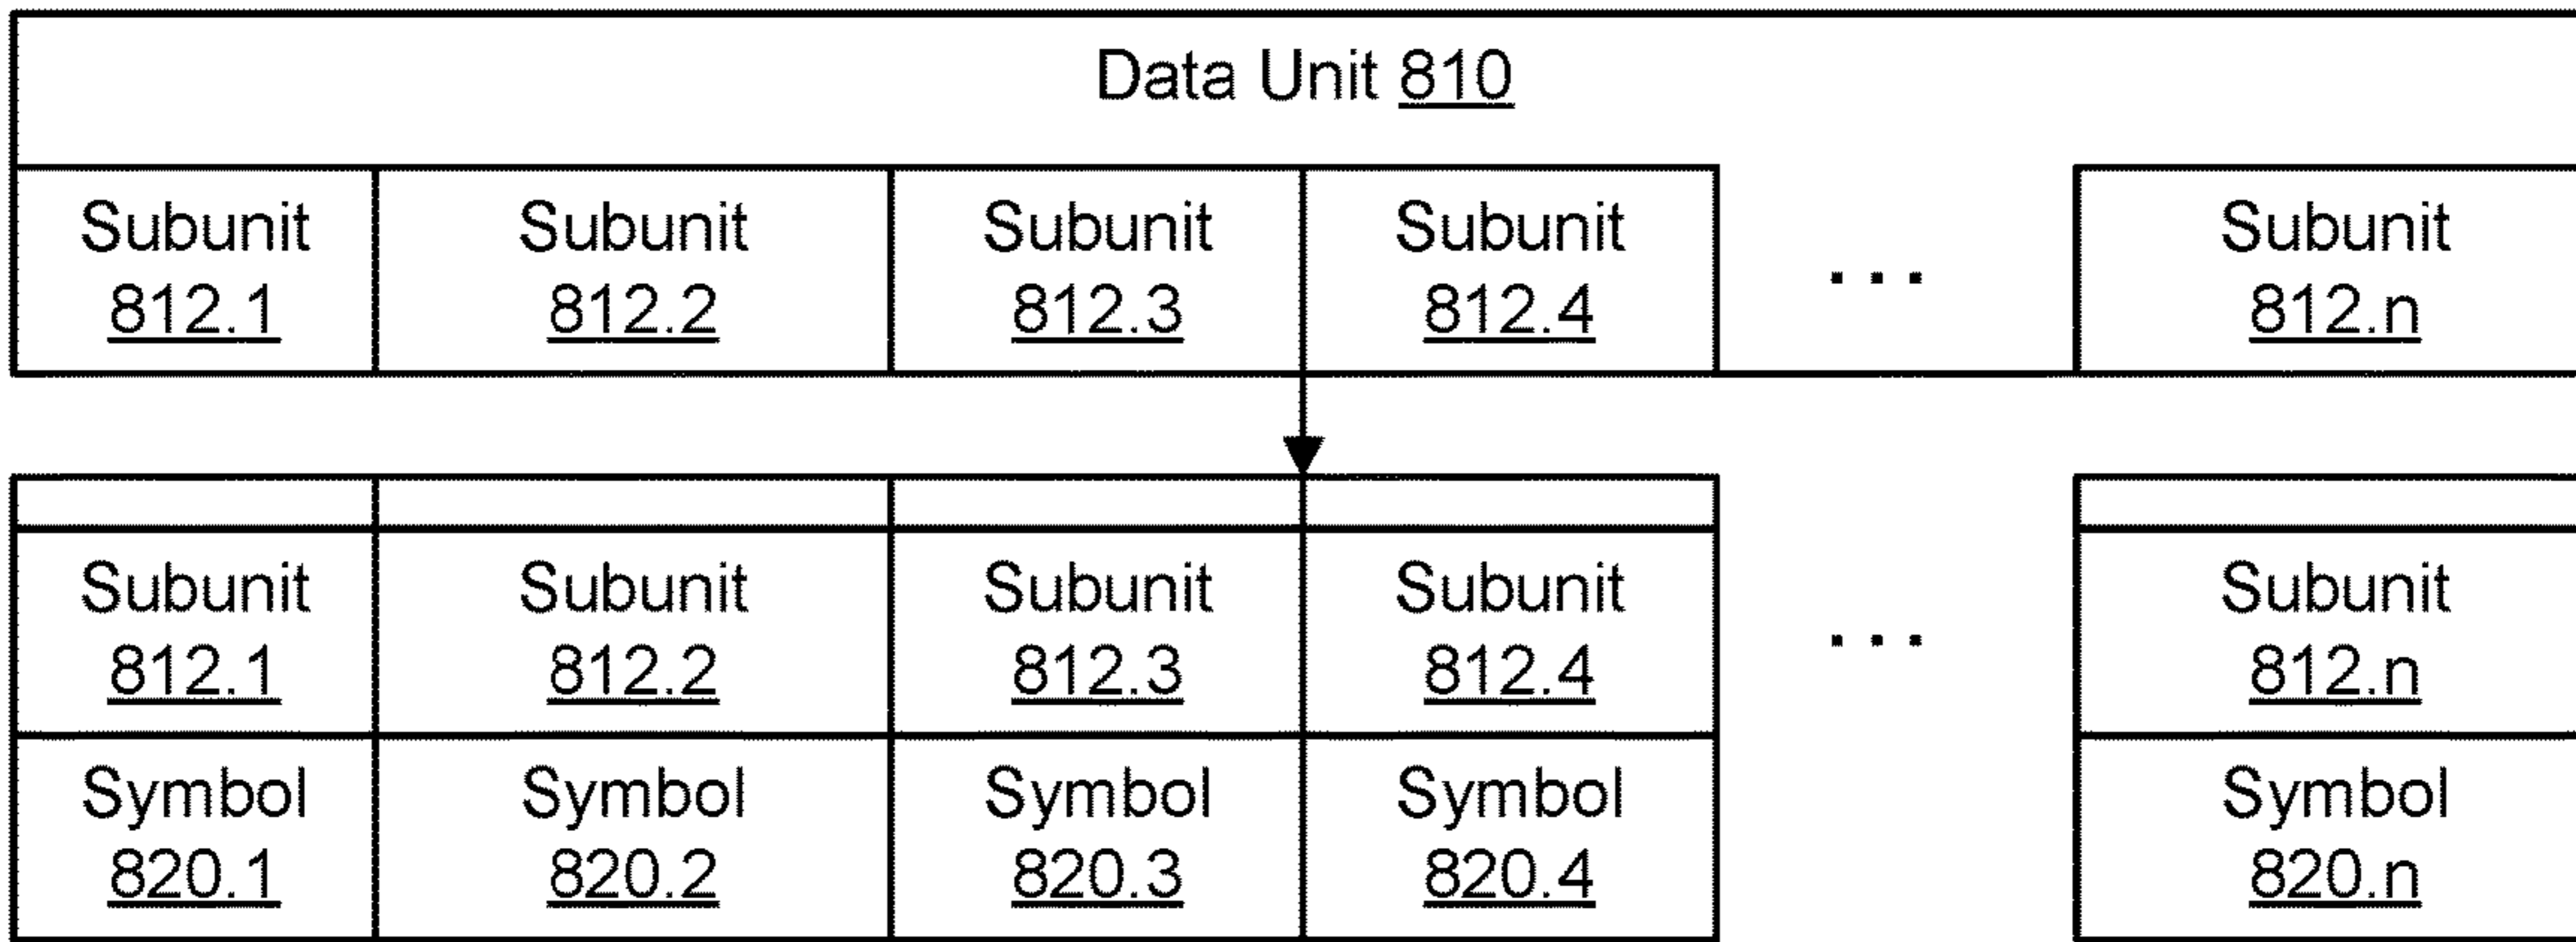 Data Unit 810
Subunit Subunit Subunit Subunit Subunit
812.1 812.2 812.3 812.4 ... 812.n
Subunit Subunit Subunit Subunit Subunit
812.1 812.2 812.3 812.4 ... 812.n
Symbol Symbol Symbol Symbol Symbol
820.1 820.2 820.3 820.4 820.n